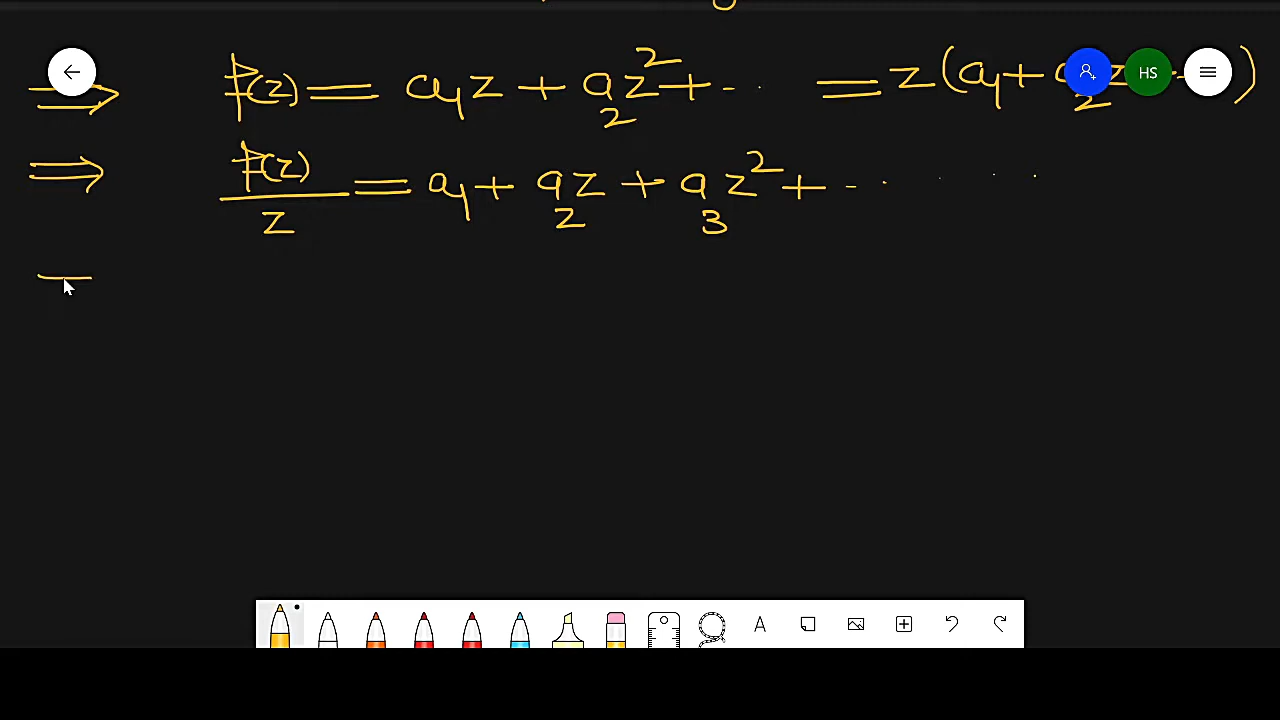 ⇒ f(z) = a₁z + a₂z² + - · = z(a₁ + a₂z )
HS
⇒ f(z)/z = a₁ + a₂z + a₃z² + - · · · ·
A